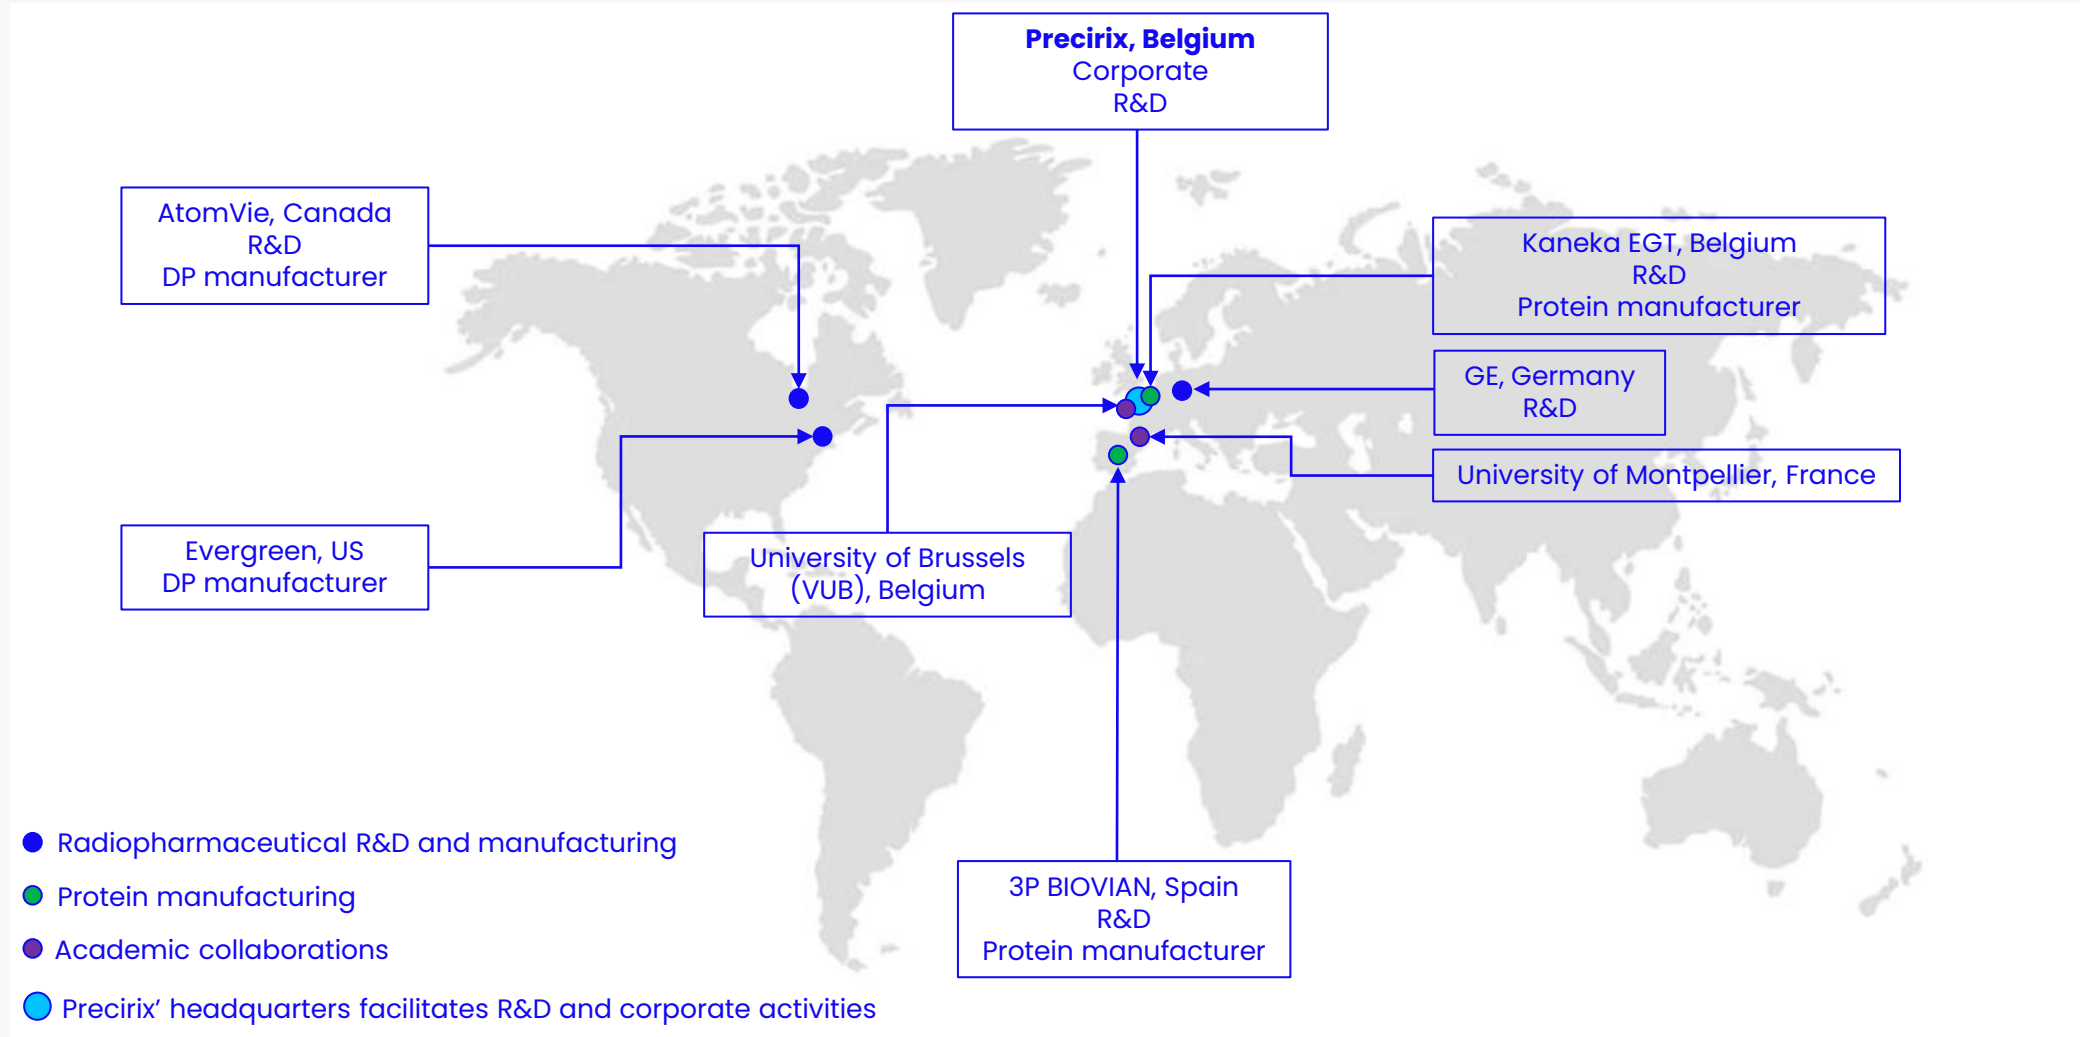 Precirix, Belgium
Corporate
R&D
AtomVie, Canada
R&D
DP manufacturer
Kaneka EGT, Belgium
R&D
Protein manufacturer
GE, Germany
R&D
University of Montpellier, France
Evergreen, US
DP manufacturer
University of Brussels
(VUB), Belgium
3P BIOVIAN, Spain
R&D
Protein manufacturer
Radiopharmaceutical R&D and manufacturing
Protein manufacturing
Academic collaborations
Precirix’ headquarters facilitates R&D and corporate activities